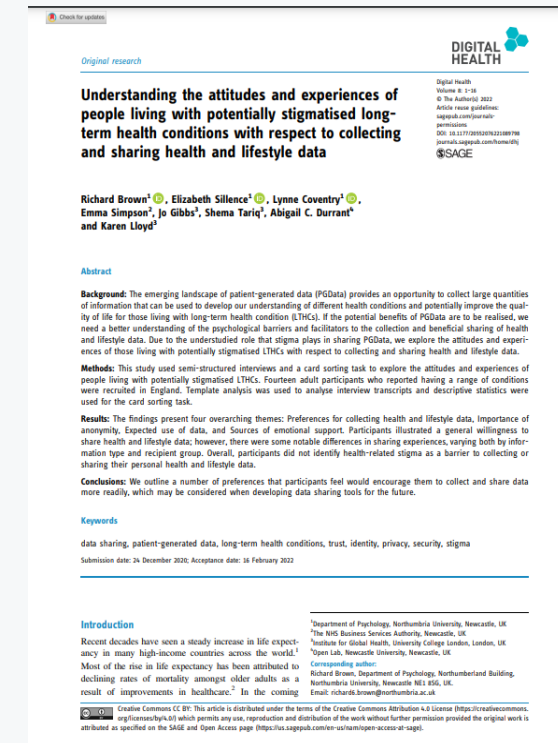 Check for updates
DIGITAL
HEALTH
Original research
Understanding the attitudes and experiences of
people living with potentially stigmatised long-
term health conditions with respect to collecting
and sharing health and lifestyle data
Digital Health
Volume 8: 1–16
© The Author(s) 2022
Article reuse guidelines:
sagepub.com/journals-
permissions
DOI: 10.1177/20552076221089798
journals.sagepub.com/home/dhj
SAGE
Richard Brown¹ iD, Elizabeth Sillence¹ iD, Lynne Coventry¹ iD,
Emma Simpson², Jo Gibbs³, Shema Tariq³, Abigail C. Durrant⁴
and Karen Lloyd³
Abstract
Background: The emerging landscape of patient-generated data (PGData) provides an opportunity to collect large quantities
of information that can be used to develop our understanding of different health conditions and potentially improve the qual-
ity of life for those living with long-term health condition (LTHCs). If the potential benefits of PGData are to be realised, we
need a better understanding of the psychological barriers and facilitators to the collection and beneficial sharing of health
and lifestyle data. Due to the understudied role that stigma plays in sharing PGData, we explore the attitudes and experi-
ences of those living with potentially stigmatised LTHCs with respect to collecting and sharing health and lifestyle data.
Methods: This study used semi-structured interviews and a card sorting task to explore the attitudes and experiences of
people living with potentially stigmatised LTHCs. Fourteen adult participants who reported having a range of conditions
were recruited in England. Template analysis was used to analyse interview transcripts and descriptive statistics were
used for the card sorting task.
Results: The findings present four overarching themes: Preferences for collecting health and lifestyle data, Importance of
anonymity, Expected use of data, and Sources of emotional support. Participants illustrated a general willingness to
share health and lifestyle data; however, there were some notable differences in sharing experiences, varying both by infor-
mation type and recipient group. Overall, participants did not identify health-related stigma as a barrier to collecting or
sharing their personal health and lifestyle data.
Conclusions: We outline a number of preferences that participants feel would encourage them to collect and share data
more readily, which may be considered when developing data sharing tools for the future.
Keywords
data sharing, patient-generated data, long-term health conditions, trust, identity, privacy, security, stigma
Submission date: 24 December 2020; Acceptance date: 16 February 2022
Introduction
Recent decades have seen a steady increase in life expect-
ancy in many high-income countries across the world.¹
Most of the rise in life expectancy has been attributed to
declining rates of mortality amongst older adults as a
result of improvements in healthcare.² In the coming
¹Department of Psychology, Northumbria University, Newcastle, UK
²The NHS Business Services Authority, Newcastle, UK
³Institute for Global Health, University College London, London, UK
⁴Open Lab, Newcastle University, Newcastle, UK
Corresponding author:
Richard Brown, Department of Psychology, Northumberland Building,
Northumbria University, Newcastle NE1 8SG, UK.
Email: richard6.brown@northumbria.ac.uk
Creative Commons CC BY: This article is distributed under the terms of the Creative Commons Attribution 4.0 License (https://creativecommons.
org/licenses/by/4.0/) which permits any use, reproduction and distribution of the work without further permission provided the original work is
attributed as specified on the SAGE and Open Access page (https://us.sagepub.com/en-us/nam/open-access-at-sage).